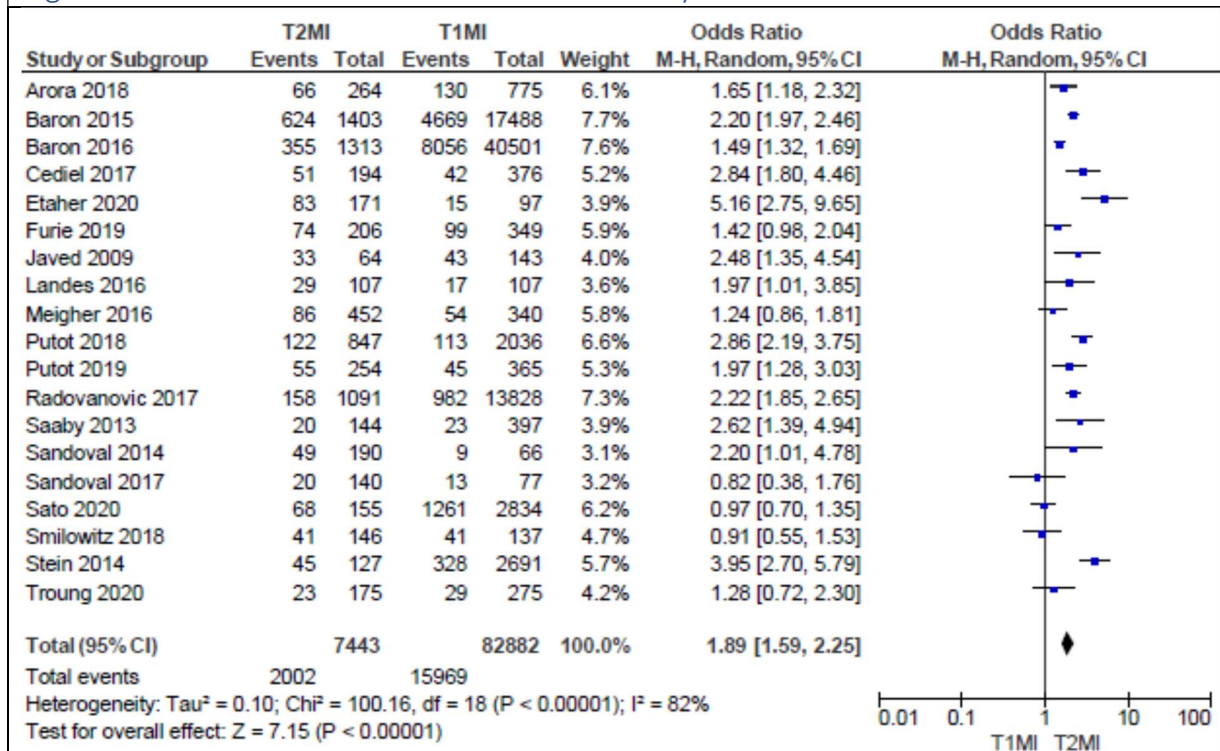 T2MI T1MI Odds Ratio Odds Ratio
Study or Subgroup Events Total Events Total Weight M-H, Random, 95% CI M-H, Random, 95% CI
Arora 2018 66 264 130 775 6.1% 1.65 [1.18, 2.32]
Baron 2015 624 1403 4669 17488 7.7% 2.20 [1.97, 2.46]
Baron 2016 355 1313 8056 40501 7.6% 1.49 [1.32, 1.69]
Cediel 2017 51 194 42 376 5.2% 2.84 [1.80, 4.46]
Etaher 2020 83 171 15 97 3.9% 5.16 [2.75, 9.65]
Furie 2019 74 206 99 349 5.9% 1.42 [0.98, 2.04]
Javed 2009 33 64 43 143 4.0% 2.48 [1.35, 4.54]
Landes 2016 29 107 17 107 3.6% 1.97 [1.01, 3.85]
Meigher 2016 86 452 54 340 5.8% 1.24 [0.86, 1.81]
Putot 2018 122 847 113 2036 6.6% 2.86 [2.19, 3.75]
Putot 2019 55 254 45 365 5.3% 1.97 [1.28, 3.03]
Radovanovic 2017 158 1091 982 13828 7.3% 2.22 [1.85, 2.65]
Saaby 2013 20 144 23 397 3.9% 2.62 [1.39, 4.94]
Sandoval 2014 49 190 9 66 3.1% 2.20 [1.01, 4.78]
Sandoval 2017 20 140 13 77 3.2% 0.82 [0.38, 1.76]
Sato 2020 68 155 1261 2834 6.2% 0.97 [0.70, 1.35]
Smilowitz 2018 41 146 41 137 4.7% 0.91 [0.55, 1.53]
Stein 2014 45 127 328 2691 5.7% 3.95 [2.70, 5.79]
Troung 2020 23 175 29 275 4.2% 1.28 [0.72, 2.30]
Total (95% CI) 7443 82882 100.0% 1.89 [1.59, 2.25]
Total events 2002 15969
Heterogeneity: Tau² = 0.10; Chi² = 100.16, df = 18 (P < 0.00001); I² = 82%
Test for overall effect: Z = 7.15 (P < 0.00001)
0.01 0.1 1 10 100
T1MI T2MI